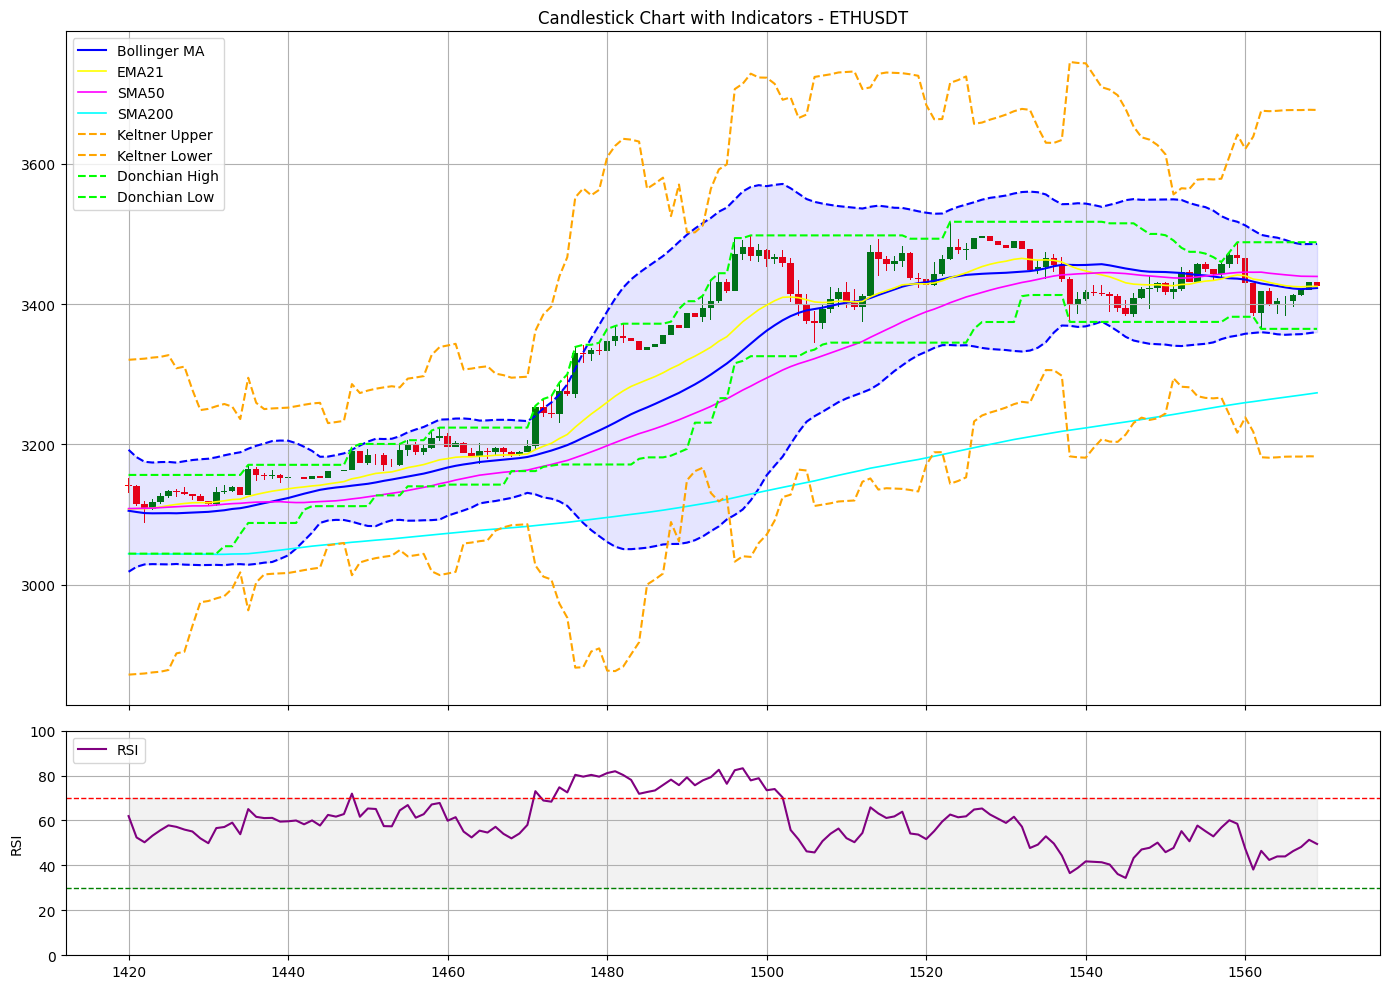 Candlestick Chart with Indicators - ETHUSDT
Bollinger MA
EMA21
SMA50
SMA200
Keltner Upper
Keltner Lower
Donchian High
Donchian Low
3600
3400
3200
3000
RSI
100
80
60
40
20
0
RSI
1420
1440
1460
1480
1500
1520
1540
1560